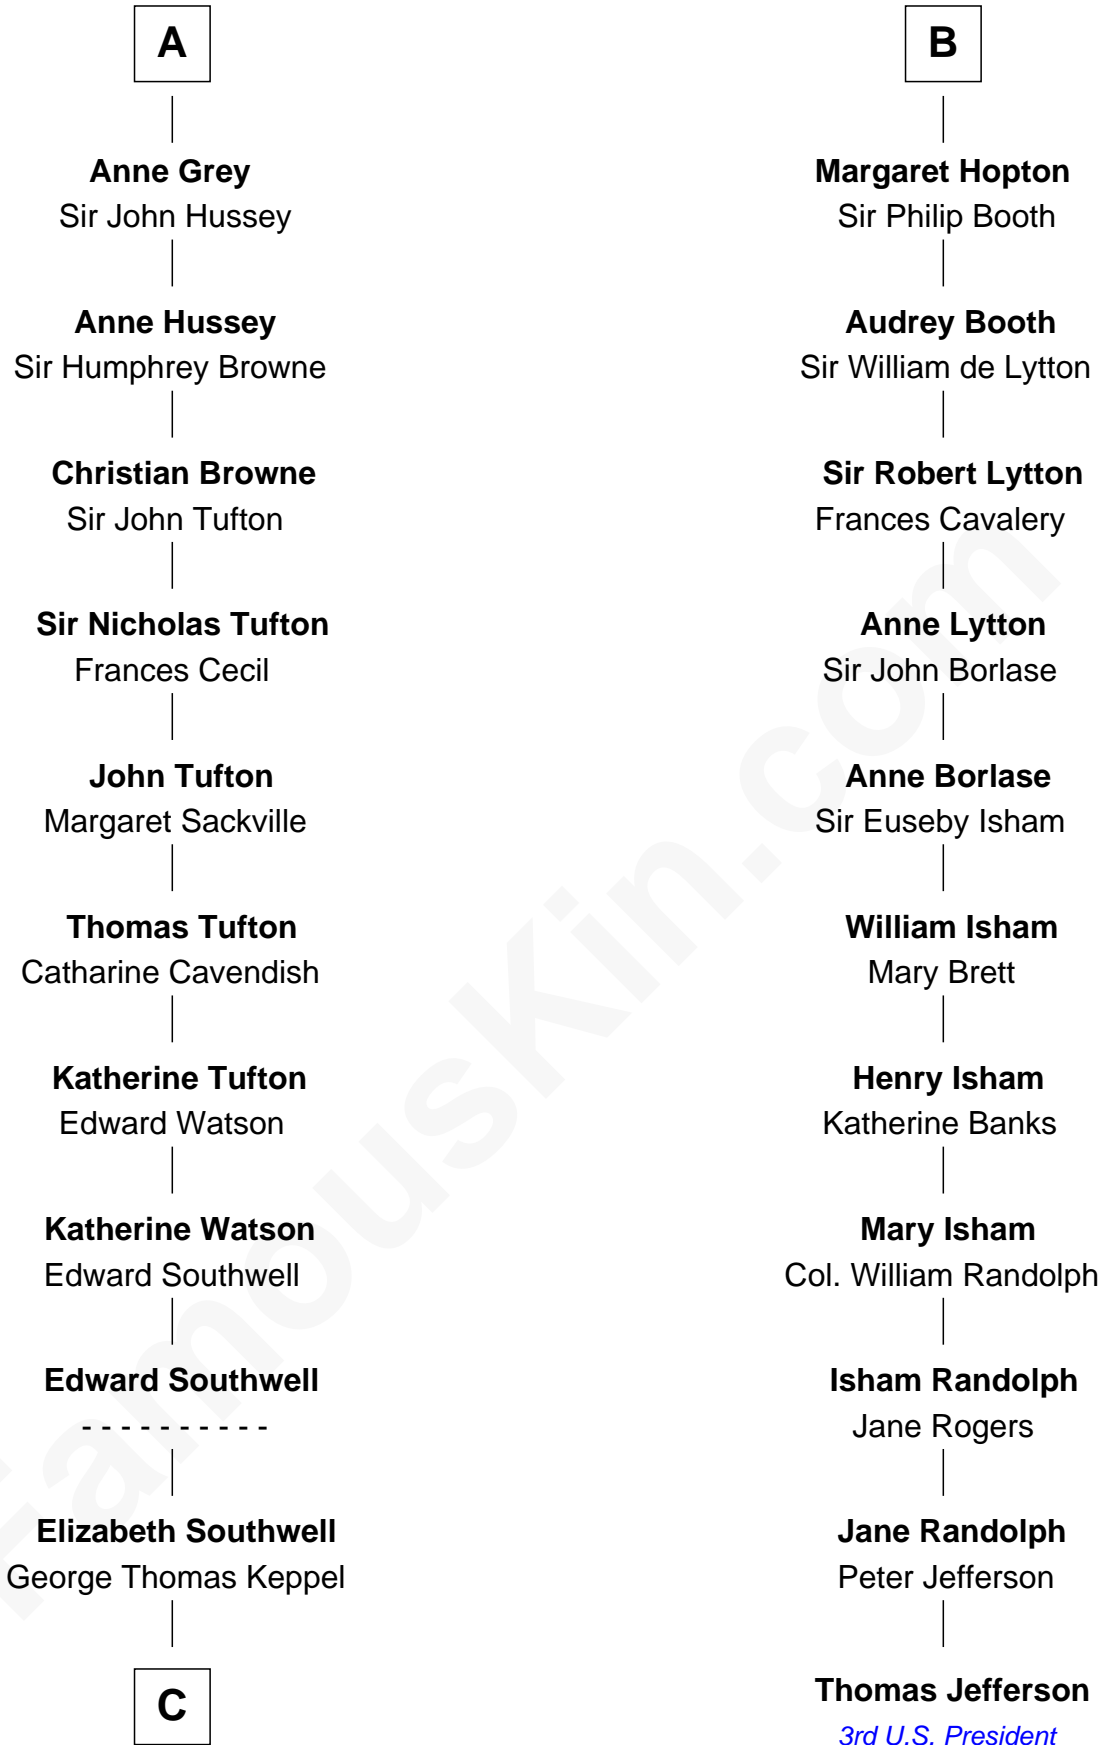 A
Anne Grey
Sir John Hussey
Anne Hussey
Sir Humphrey Browne
Christian Browne
Sir John Tufton
Sir Nicholas Tufton
Frances Cecil
John Tufton
Margaret Sackville
Thomas Tufton
Catharine Cavendish
Katherine Tufton
Edward Watson
Katherine Watson
Edward Southwell
Edward Southwell
- - - - - - - - - -
Elizabeth Southwell
George Thomas Keppel
C
B
Margaret Hopton
Sir Philip Booth
Audrey Booth
Sir William de Lytton
Sir Robert Lytton
Frances Cavalery
Anne Lytton
Sir John Borlase
Anne Borlase
Sir Euseby Isham
William Isham
Mary Brett
Henry Isham
Katherine Banks
Mary Isham
Col. William Randolph
Isham Randolph
Jane Rogers
Jane Randolph
Peter Jefferson
Thomas Jefferson
3rd U.S. President
FamousKin.com